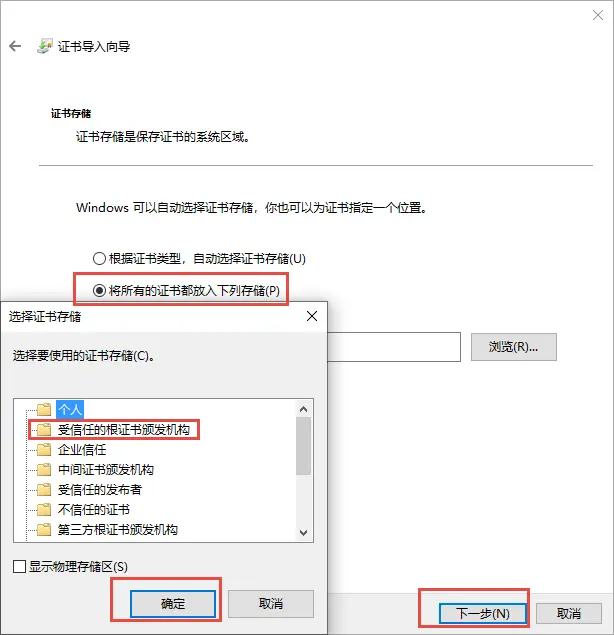 证书导入向导
证书存储
证书存储是保存证书的系统区域。
Windows 可以自动选择证书存储，你也可以为证书指定一个位置。
根据证书类型，自动选择证书存储(U)
将所有的证书都放入下列存储(P)
浏览(R)...
选择证书存储
选择要使用的证书存储(C)。
个人
受信任的根证书颁发机构
企业信任
中间证书颁发机构
受信任的发布者
不信任的证书
第三方根证书颁发机构
显示物理存储区(S)
确定
取消
下一步(N)
取消